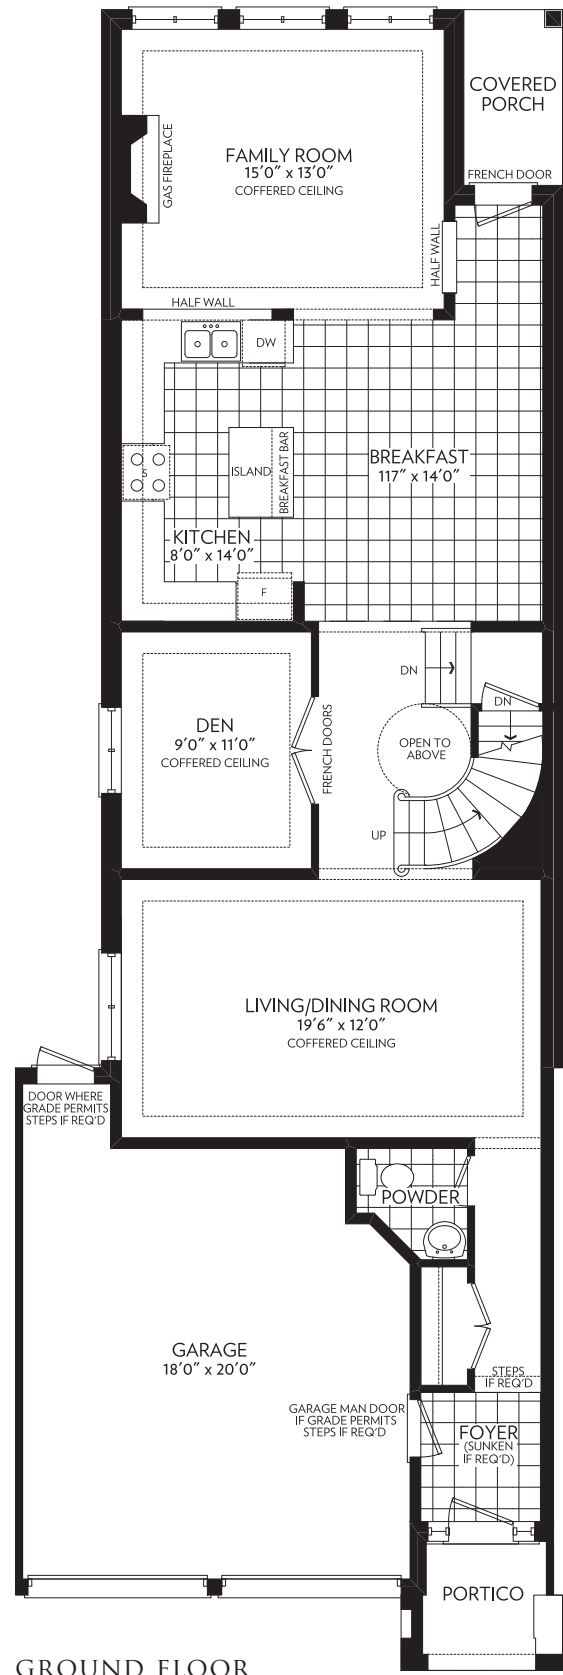 COVERED
PORCH
FAMILY ROOM
15'0" x 13'0"
COFFERED CEILING
GAS FIREPLACE
FRENCH DOOR
HALF WALL
HALF WALL
DW
ISLAND
BREAKFAST BAR
BREAKFAST
117" x 14'0"
S
KITCHEN
8'0" x 14'0"
F
DN
DN
DEN
9'0" x 11'0"
COFFERED CEILING
FRENCH DOORS
OPEN TO
ABOVE
UP
LIVING/DINING ROOM
19'6" x 12'0"
COFFERED CEILING
DOOR WHERE
GRADE PERMITS
STEPS IF REQ'D
POWDER
GARAGE
18'0" x 20'0"
STEPS
IF REQ'D
GARAGE MAN DOOR
IF GRADE PERMITS
STEPS IF REQ'D
FOYER
(SUNKEN
IF REQ'D)
PORTICO
GROUND FLOOR